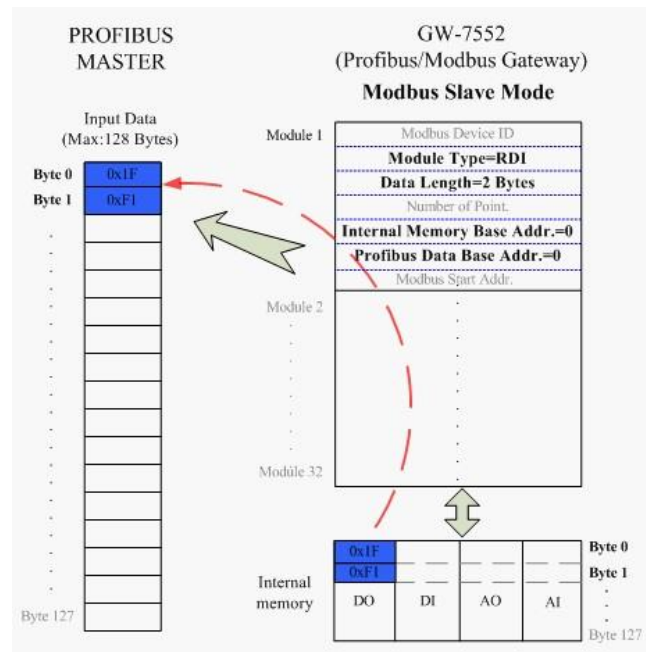 PROFIBUS
MASTER
Input Data
(Max:128 Bytes)
Byte 0
0x1F
Byte 1
0xF1
Byte 127
GW-7552
(Profibus/Modbus Gateway)
Modbus Slave Mode
Module 1
Modbus Device ID
Module Type=RDI
Data Length=2 Bytes
Number of Point.
Internal Memory Base Addr.=0
Profibus Data Base Addr.=0
Modbus Start Addr.
Module 2
Module 32
Internal
memory
0x1F
Byte 0
0xF1
Byte 1
DO DI AO AI
Byte 127